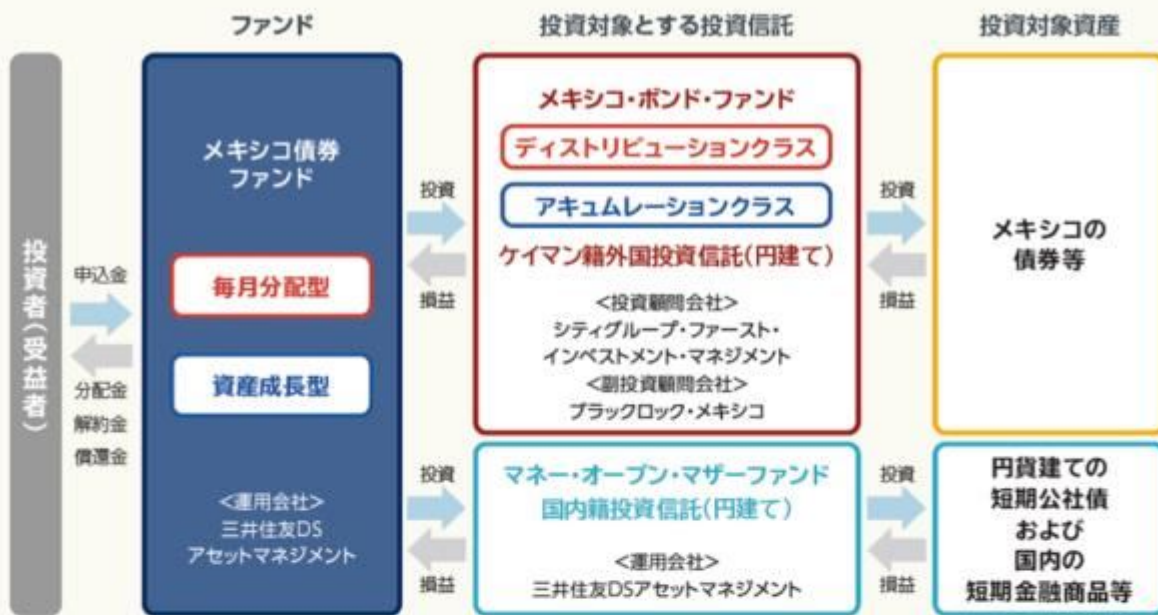 ファンド
投資対象とする投資信託
投資対象資産
投資者(受益者)
申込金
分配金
解約金
償還金
メキシコ債券
ファンド
毎月分配型
資産成長型
<運用会社>
三井住友DS
アセットマネジメント
投資
損益
メキシコ・ボンド・ファンド
ディストリビューションクラス
アキュムレーションクラス
ケイマン籍外国投資信託(円建て)
<投資顧問会社>
シティグループ・ファースト・
インベストメント・マネジメント
<副投資顧問会社>
ブラックロック・メキシコ
投資
損益
メキシコの
債券等
投資
損益
マネー・オープン・マザーファンド
国内籍投資信託(円建て)
<運用会社>
三井住友DSアセットマネジメント
投資
損益
円貨建ての
短期公社債
および
国内の
短期金融商品等